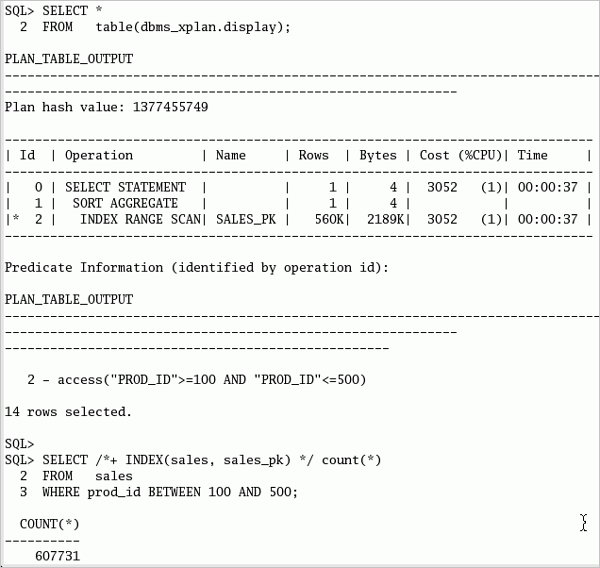 SQL> SELECT *
  2  FROM   table(dbms_xplan.display);
PLAN_TABLE_OUTPUT
--------------------------------------------------------------------------------
------------------------------------------------------------
Plan hash value: 1377455749
-------------------------------------------------------------------------------
| Id  | Operation         | Name     | Rows  | Bytes | Cost (%CPU)| Time     |
-------------------------------------------------------------------------------
|   0 | SELECT STATEMENT  |          |     1 |     4 |  3052   (1)| 00:00:37 |
|   1 |  SORT AGGREGATE   |          |     1 |     4 |            |          |
|*  2 |   INDEX RANGE SCAN| SALES_PK |   560K|  2189K|  3052   (1)| 00:00:37 |
-------------------------------------------------------------------------------
Predicate Information (identified by operation id):
PLAN_TABLE_OUTPUT
--------------------------------------------------------------------------------
------------------------------------------------------------
---------------------------------------------------
   2 - access("PROD_ID">=100 AND "PROD_ID"<=500)
14 rows selected.
SQL>
SQL> SELECT /*+ INDEX(sales, sales_pk) */ count(*)
  2  FROM   sales
  3  WHERE prod_id BETWEEN 100 AND 500;
  COUNT(*)
----------
    607731